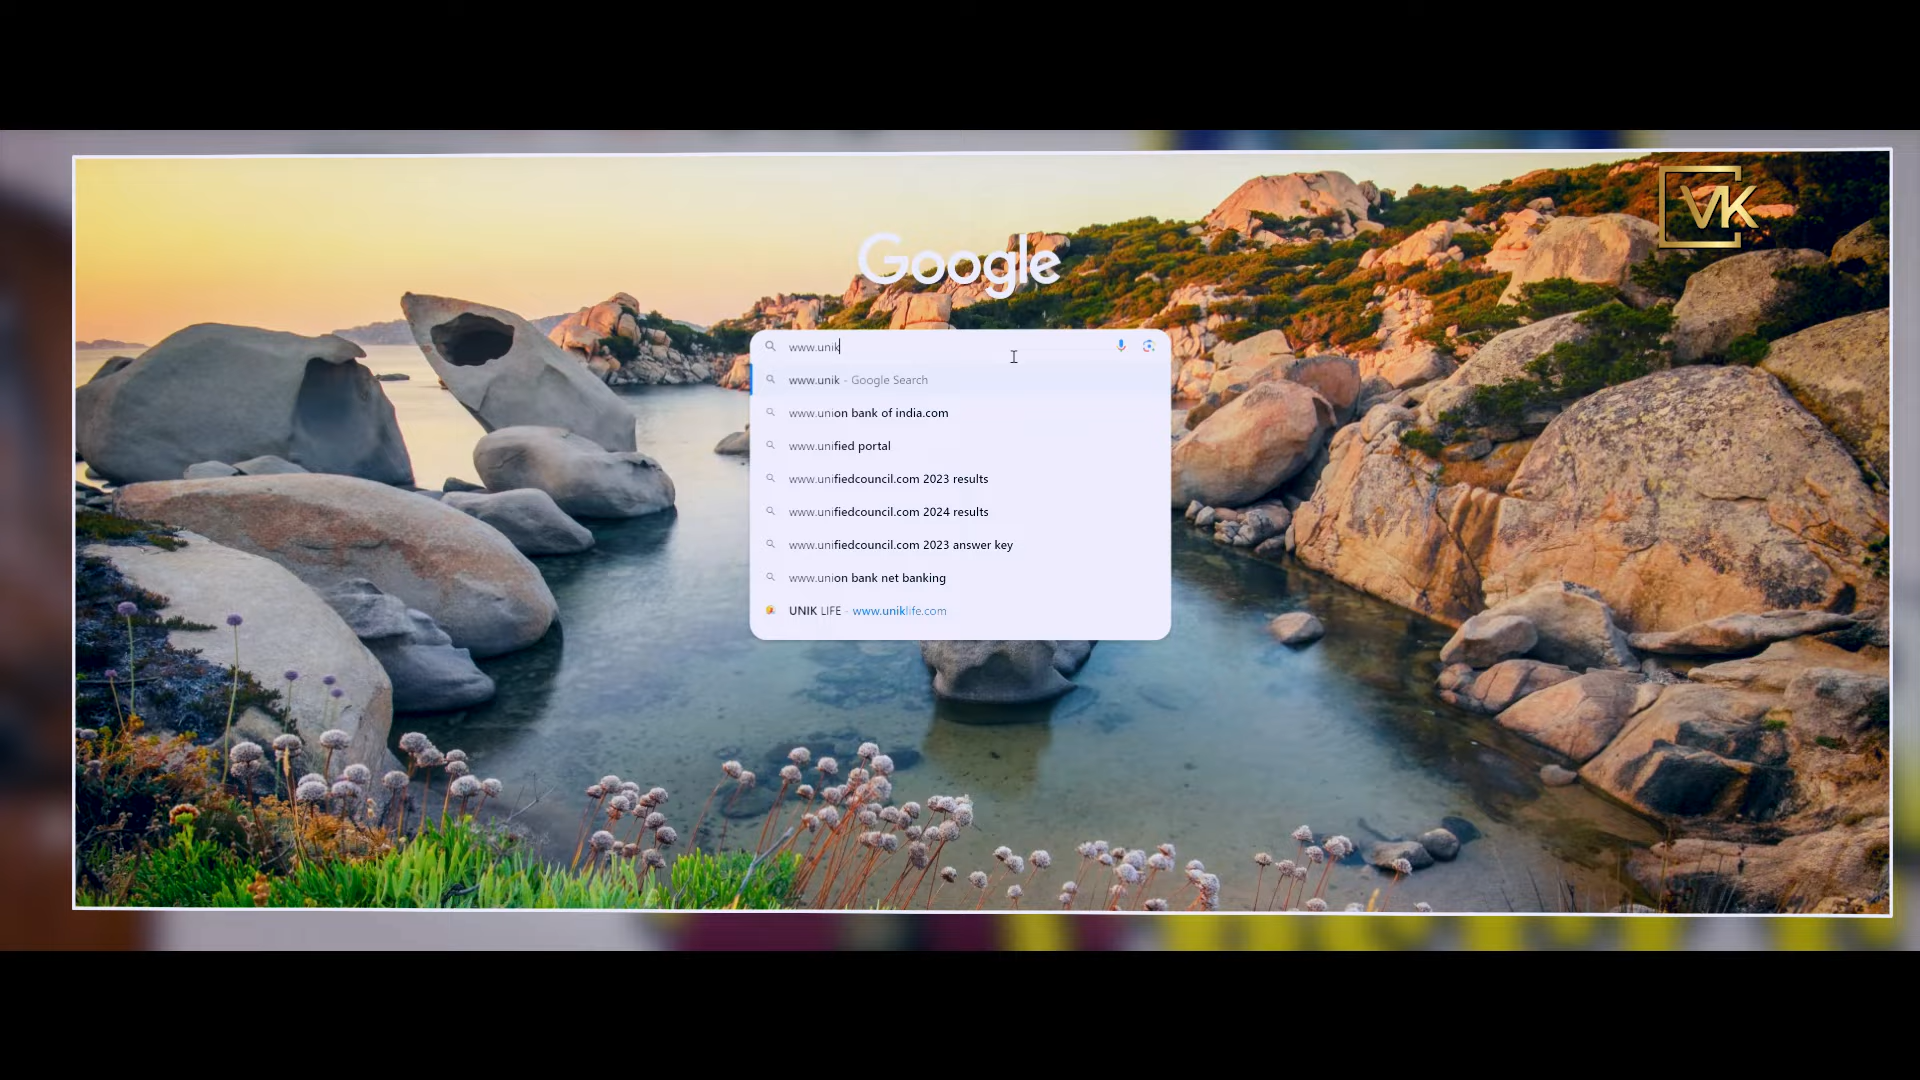 VK
Google
www.unik
www.unik - Google Search
www.union bank of india.com
www.unified portal
www.unifiedcouncil.com 2023 results
www.unifiedcouncil.com 2024 results
www.unifiedcouncil.com 2023 answer key
www.union bank net banking
UNIK LIFE - www.uniklife.com